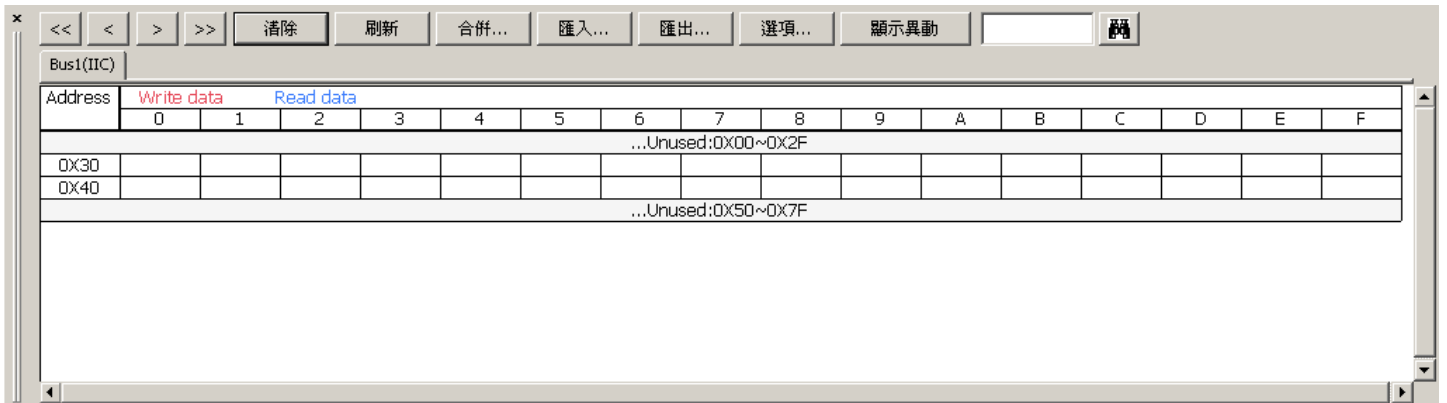 << < > >> 清除 刷新 合併... 匯入... 匯出... 選項... 顯示異動
Bus1(IIC)
Address Write data Read data
0 1 2 3 4 5 6 7 8 9 A B C D E F
...Unused:0X00~0X2F
0X30
0X40
...Unused:0X50~0X7F